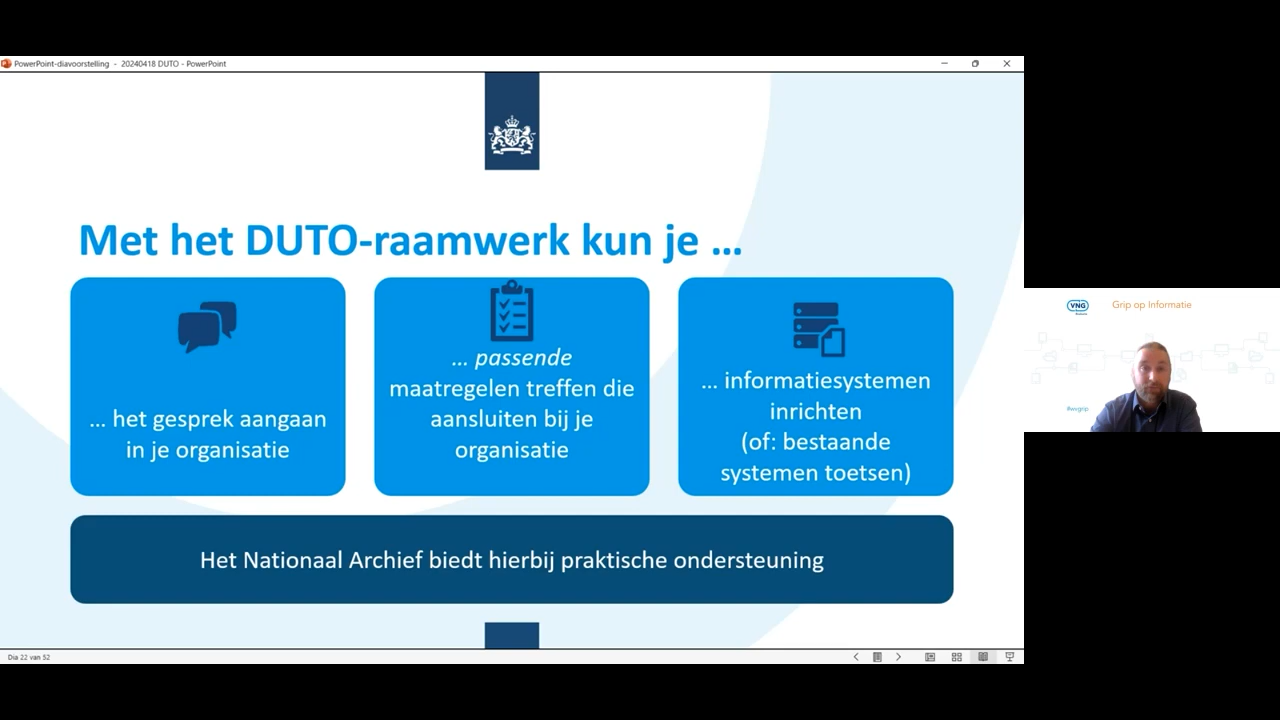 PowerPoint-diavoorstelling - 20240418 DUTO - PowerPoint
Met het DUTO-raamwerk kun je ...
... het gesprek aangaan
in je organisatie
... passende
maatregelen treffen die
aansluiten bij je
organisatie
... informatiesystemen
inrichten
(of: bestaande
systemen toetsen)
Het Nationaal Archief biedt hierbij praktische ondersteuning
Dia 22 van 52
VNG
Grip op Informatie